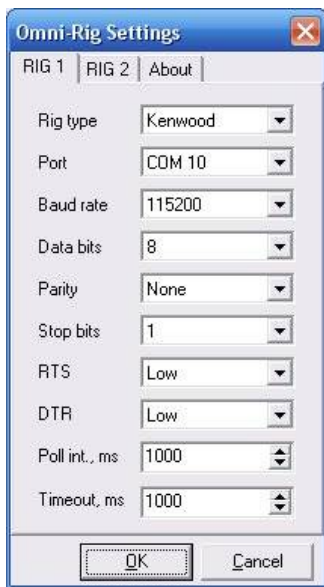 Omni-Rig Settings
RIG 1 RIG 2 About
Rig type Kenwood
Port COM 10
Baud rate 115200
Data bits 8
Parity None
Stop bits 1
RTS Low
DTR Low
Poll int., ms 1000
Timeout, ms 1000
OK Cancel